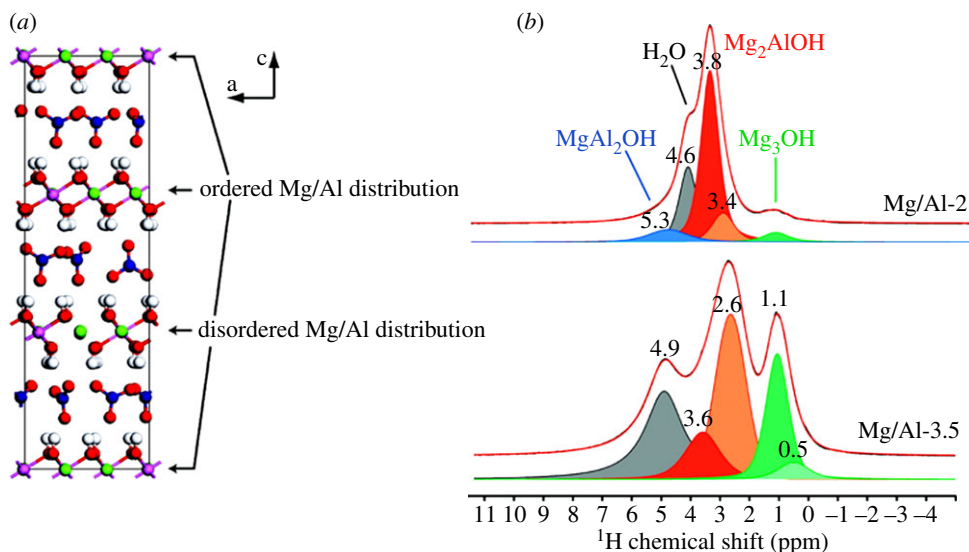 (a)
c
a
ordered Mg/Al distribution
disordered Mg/Al distribution
(b)
H₂O
Mg₂AlOH
3.8
MgAl₂OH
Mg₃OH
4.6
3.4
5.3
Mg/Al-2
2.6
1.1
4.9
3.6
Mg/Al-3.5
0.5
11 10 9 8 7 6 5 4 3 2 1 0 –1 –2 –3 –4
¹H chemical shift (ppm)